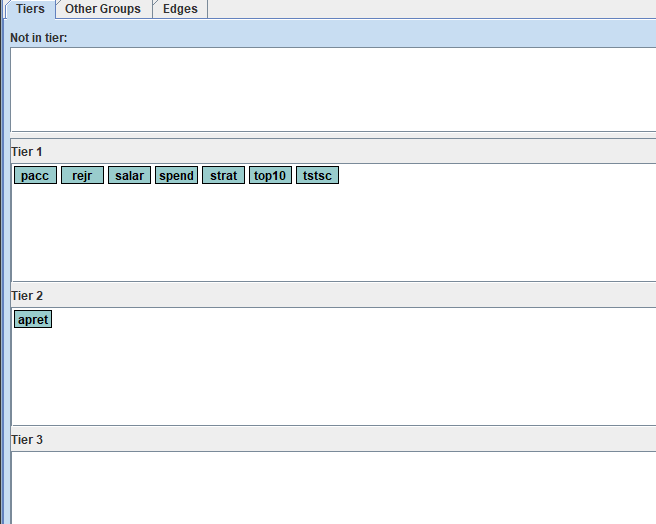 Tiers Other Groups Edges
Not in tier:
Tier 1
pacc rejr salar spend strat top10 tstsc
Tier 2
apret
Tier 3